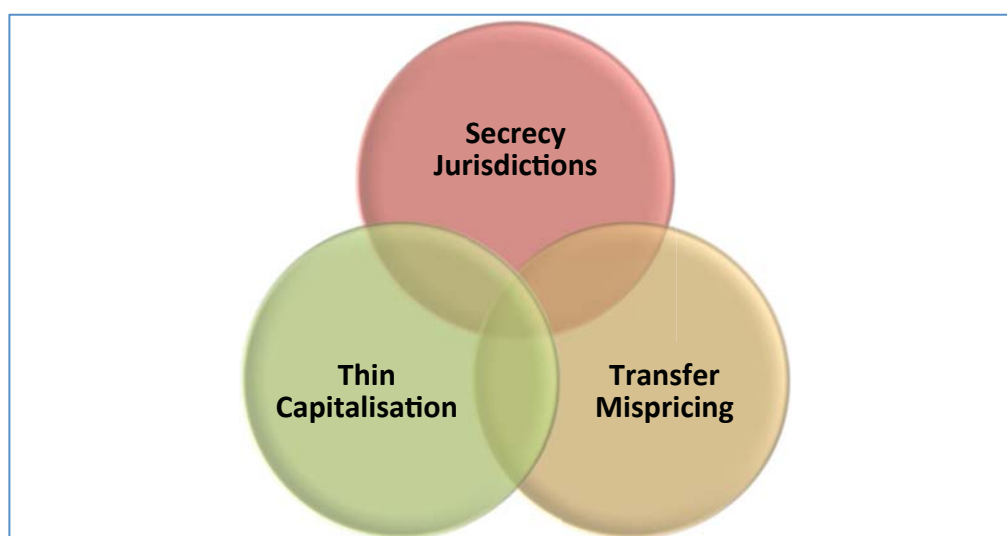 Secrecy
Jurisdictions
Thin
Capitalisation
Transfer
Mispricing